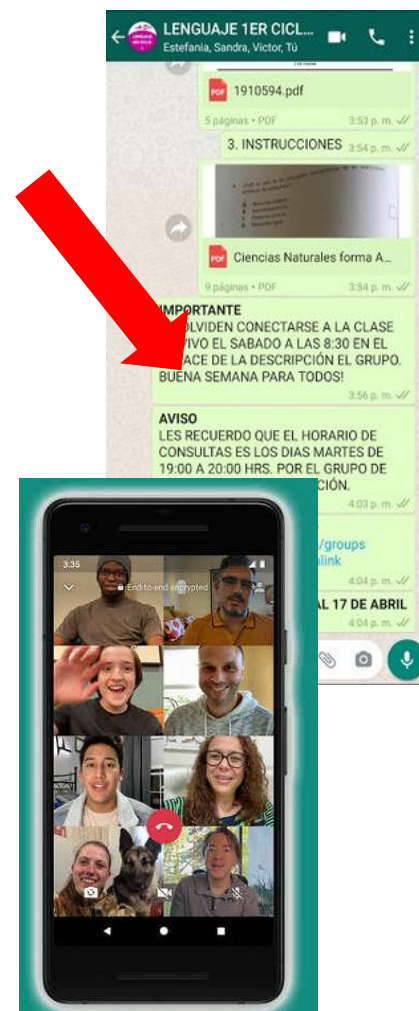 LENGUAJE 1ER CICL...
Estefania, Sandra, Victor, Tú
PDF 1910594.pdf
5 páginas • PDF 3:53 p. m.
3. INSTRUCCIONES 3:54 p. m.
PDF Ciencias Naturales forma A...
9 páginas • PDF 3:54 p. m.
IMPORTANTE
OLVIDEN CONECTARSE A LA CLASE
VIVO EL SABADO A LAS 8:30 EN EL
ACE DE LA DESCRIPCIÓN EL GRUPO.
BUENA SEMANA PARA TODOS!
3:56 p. m.
AVISO
LES RECUERDO QUE EL HORARIO DE
CONSULTAS ES LOS DIAS MARTES DE
19:00 A 20:00 HRS. POR EL GRUPO DE
CIÓN.
4:03 p. m.
/groups
link
4:04 p. m.
AL 17 DE ABRIL
4:04 p. m.
3:35
End-to-end encrypted